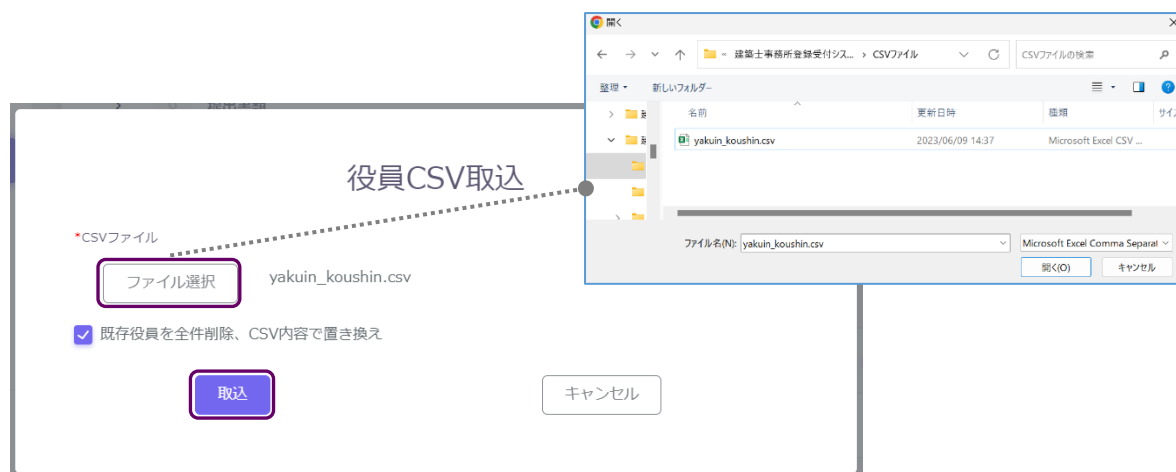 開く
« 建築士事務所登録受付シス... › CSVファイル
CSVファイルの検索
整理
新しいフォルダー
名前
更新日時
種類
yakuin_koushin.csv
2023/06/09 14:37
Microsoft Excel CSV ...
ファイル名(N):
yakuin_koushin.csv
Microsoft Excel Comma Separat
開く(O)
キャンセル
役員CSV取込
*CSVファイル
ファイル選択
yakuin_koushin.csv
既存役員を全件削除、CSV内容で置き換え
取込
キャンセル